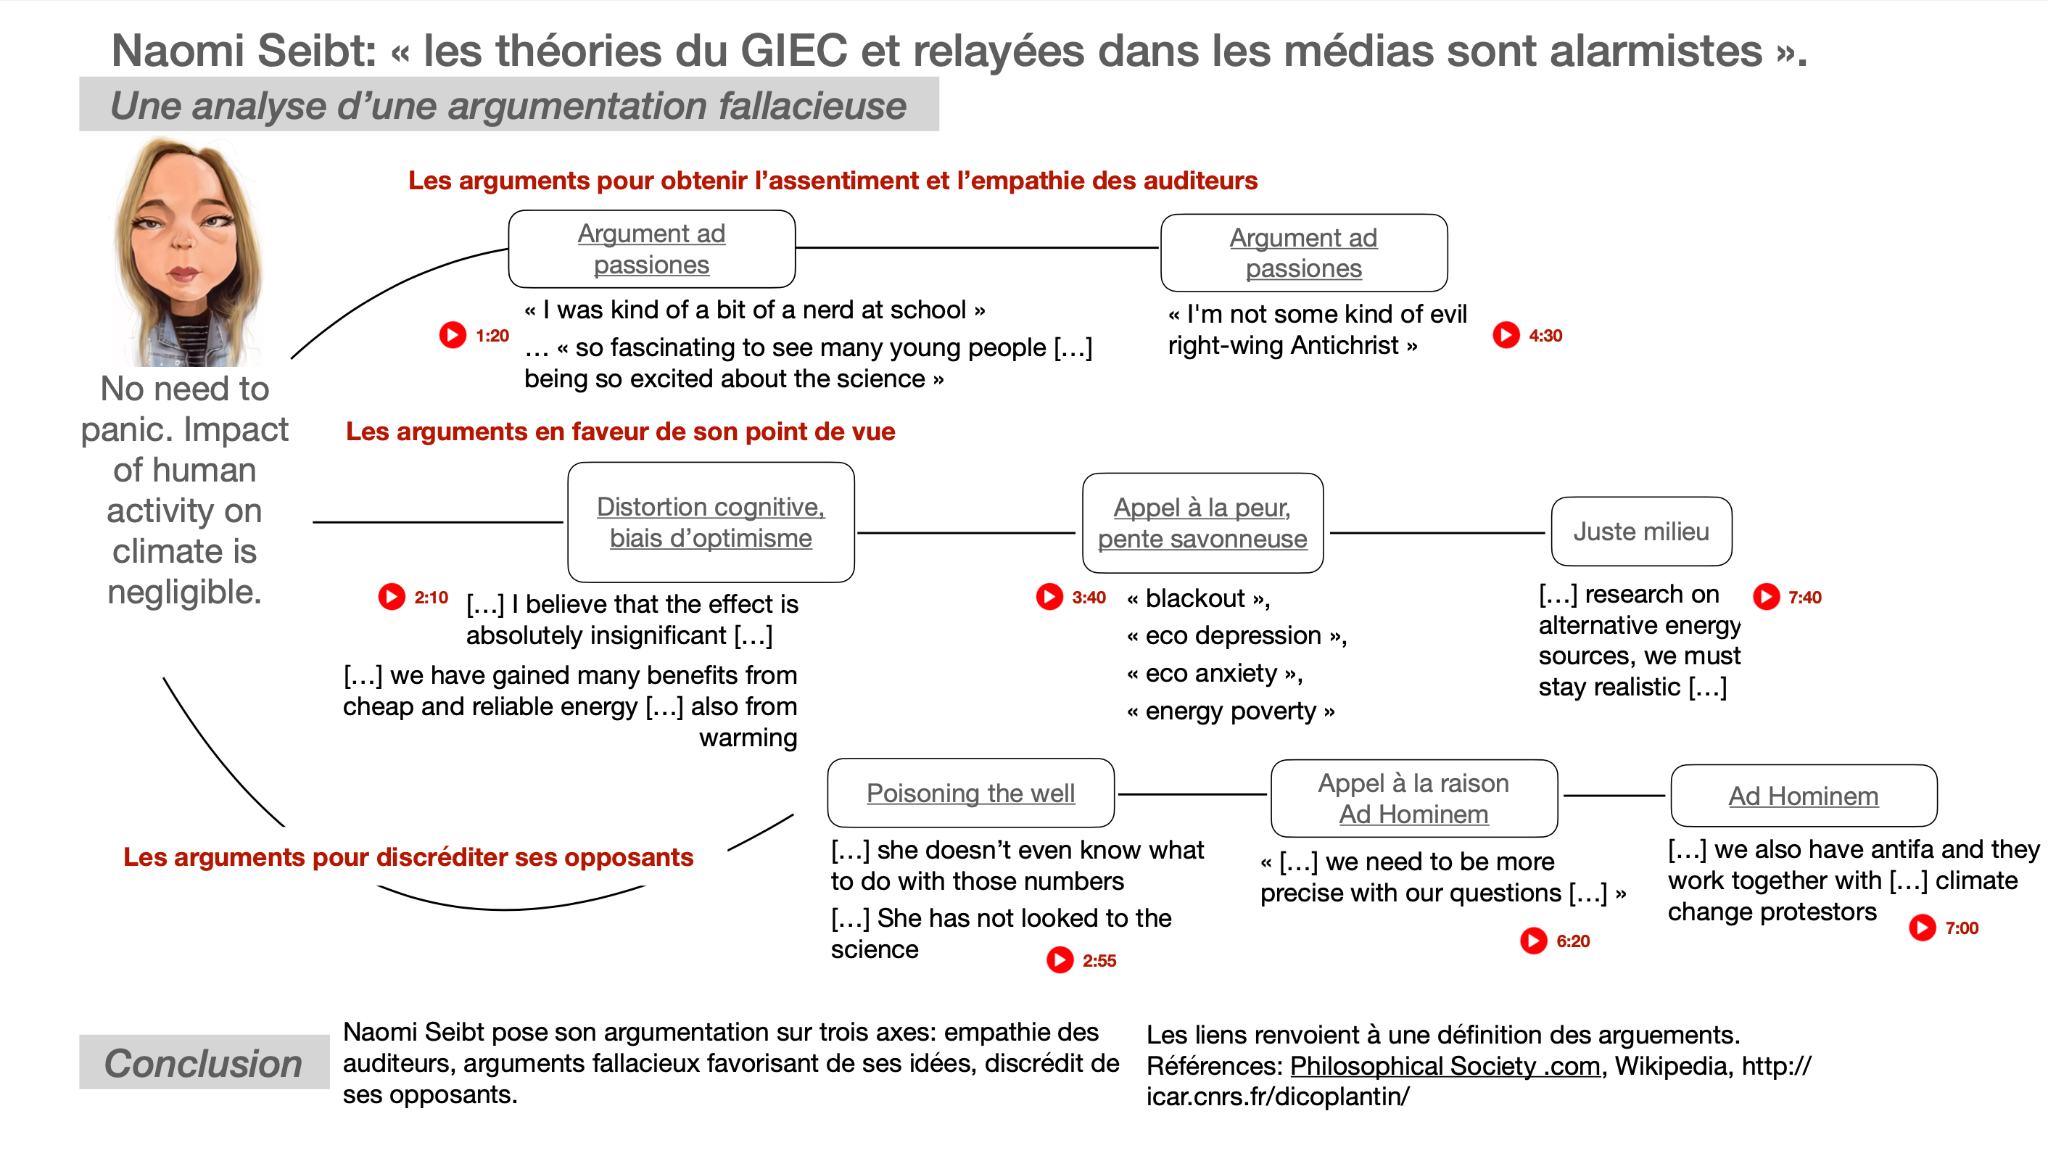 Naomi Seibt: « les théories du GIEC et relayées dans les médias sont alarmistes ».
Une analyse d’une argumentation fallacieuse
No need to
panic. Impact
of human
activity on
climate is
negligible.
Les arguments pour obtenir l’assentiment et l’empathie des auditeurs
Argument ad
passiones
« I was kind of a bit of a nerd at school »
1:20
… « so fascinating to see many young people […]
being so excited about the science »
Argument ad
passiones
« I'm not some kind of evil
right-wing Antichrist »
4:30
Les arguments en faveur de son point de vue
Distortion cognitive,
biais d’optimisme
2:10
[…] I believe that the effect is
absolutely insignificant […]
[…] we have gained many benefits from
cheap and reliable energy […] also from
warming
Appel à la peur,
pente savonneuse
3:40
« blackout »,
« eco depression »,
« eco anxiety »,
« energy poverty »
Juste milieu
[…] research on
alternative energy
sources, we must
stay realistic […]
7:40
Les arguments pour discréditer ses opposants
Poisoning the well
[…] she doesn’t even know what
to do with those numbers
[…] She has not looked to the
science
2:55
Appel à la raison
Ad Hominem
« […] we need to be more
precise with our questions […] »
6:20
Ad Hominem
[…] we also have antifa and they
work together with […] climate
change protestors
7:00
Conclusion
Naomi Seibt pose son argumentation sur trois axes: empathie des
auditeurs, arguments fallacieux favorisant de ses idées, discrédit de
ses opposants.
Les liens renvoient à une définition des arguements.
Références: Philosophical Society .com, Wikipedia, http://
icar.cnrs.fr/dicoplantin/